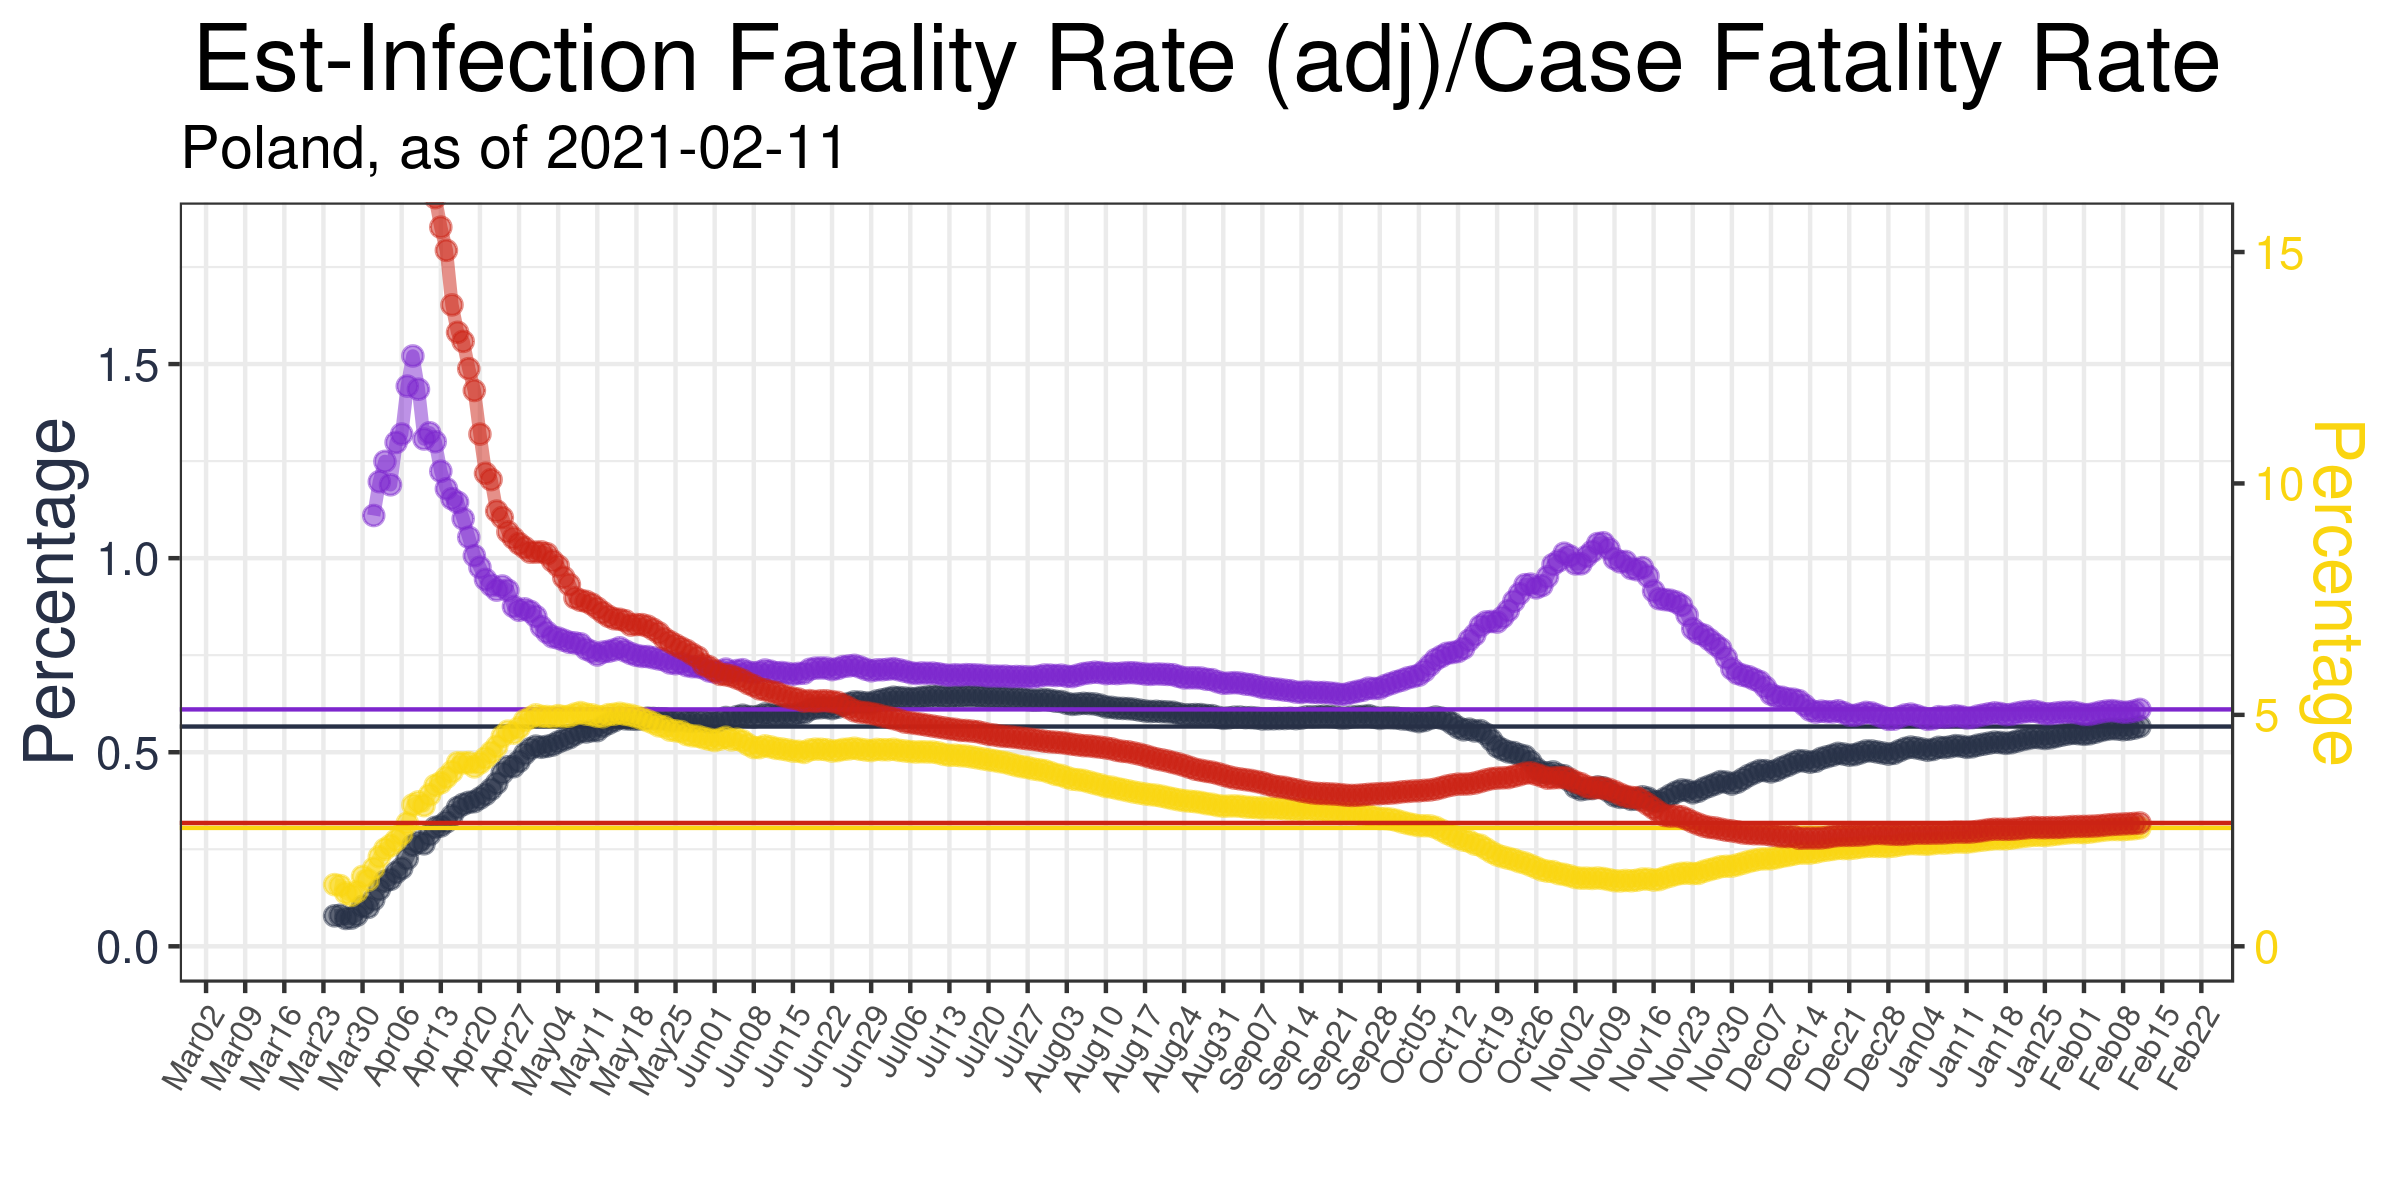 Est-Infection Fatality Rate (adj)/Case Fatality Rate
Poland, as of 2021-02-11
Percentage
1.5
1.0
0.5
0.0
15
10
5
0
Percentage
Mar02
Mar09
Mar16
Mar23
Mar30
Apr06
Apr13
Apr20
Apr27
May04
May11
May18
May25
Jun01
Jun08
Jun15
Jun22
Jun29
Jul06
Jul13
Jul20
Jul27
Aug03
Aug10
Aug17
Aug24
Aug31
Sep07
Sep14
Sep21
Sep28
Oct05
Oct12
Oct19
Oct26
Nov02
Nov09
Nov16
Nov23
Nov30
Dec07
Dec14
Dec21
Dec28
Jan04
Jan11
Jan18
Jan25
Feb01
Feb08
Feb15
Feb22